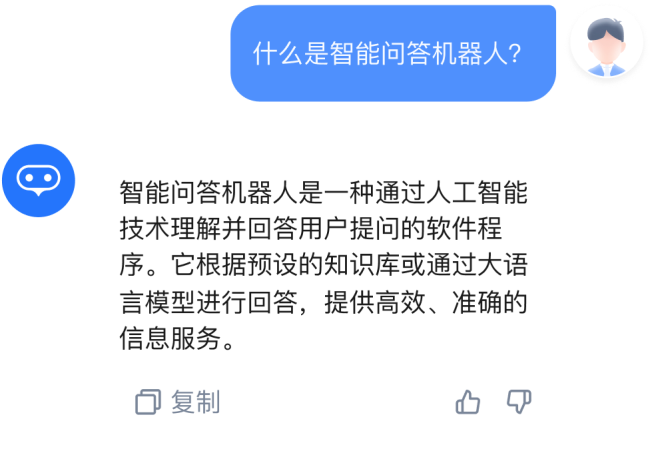 什么是智能问答机器人?
智能问答机器人是一种通过人工智能
技术理解并回答用户提问的软件程
序。它根据预设的知识库或通过大语
言模型进行回答，提供高效、准确的
信息服务。
复制